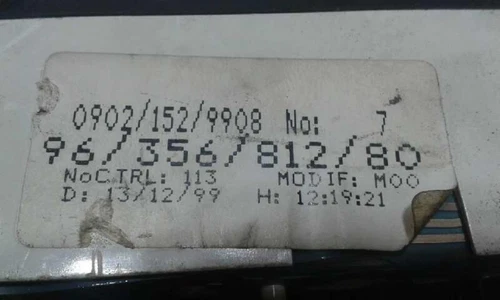 0902/152/9908 No: 7
96/356/812/80
NoCTRL: 113 MODIF: M00
D: 13/12/99 H: 12:19:21